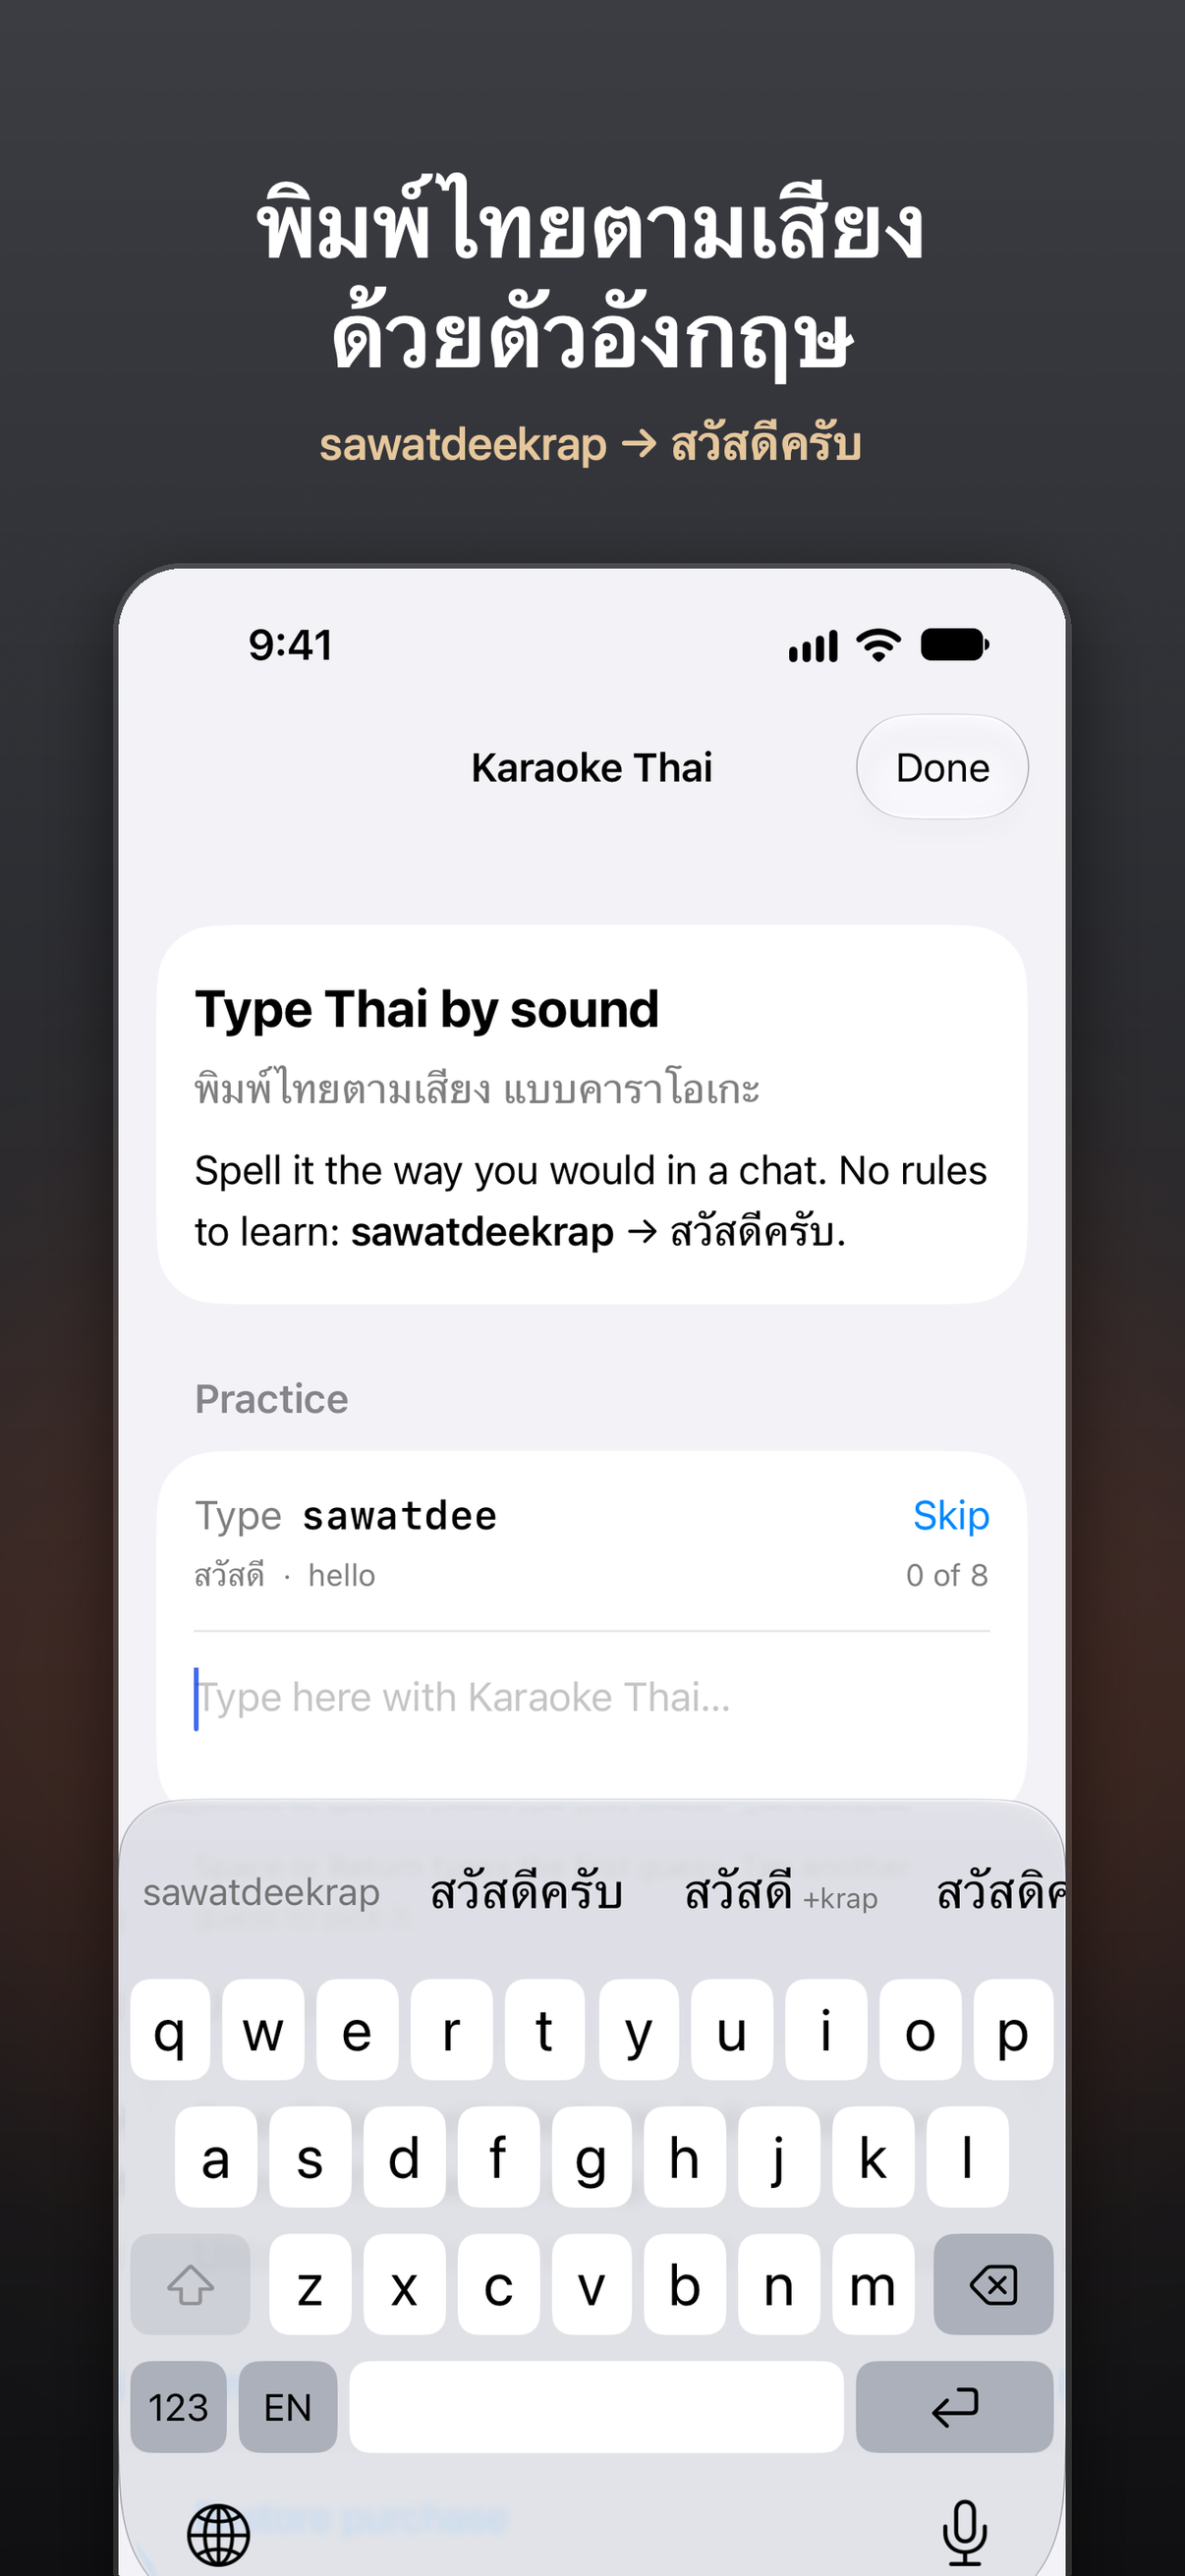 พิมพ์ไทยตามเสียง
ด้วยตัวอังกฤษ
sawatdeekrap → สวัสดีครับ
9:41
Karaoke Thai
Done
Type Thai by sound
พิมพ์ไทยตามเสียง แบบคาราโอเกะ
Spell it the way you would in a chat. No rules
to learn: sawatdeekrap → สวัสดีครับ.
Practice
Type sawatdee
Skip
สวัสดี · hello
0 of 8
Type here with Karaoke Thai...
sawatdeekrap สวัสดีครับ สวัสดี +krap
q w e r t y u i o p
a s d f g h j k l
z x c v b n m
123 EN